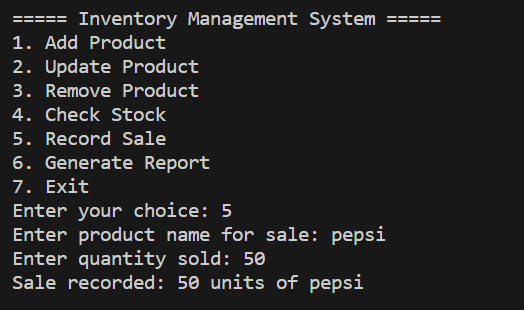 ===== Inventory Management System =====
1. Add Product
2. Update Product
3. Remove Product
4. Check Stock
5. Record Sale
6. Generate Report
7. Exit
Enter your choice: 5
Enter product name for sale: pepsi
Enter quantity sold: 50
Sale recorded: 50 units of pepsi